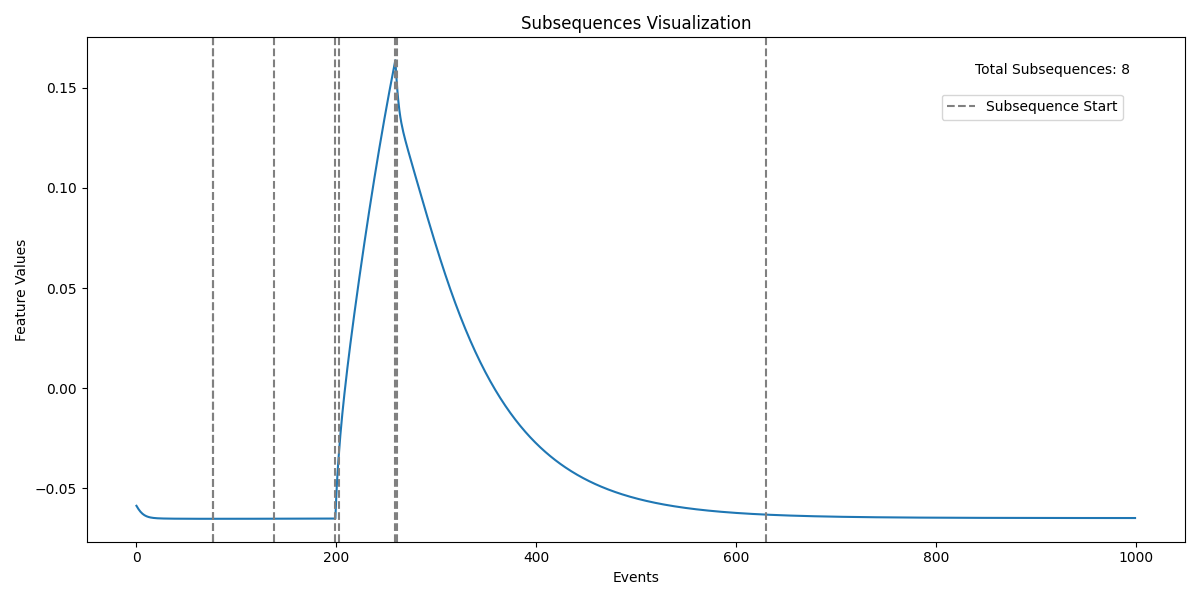 Subsequences Visualization
Total Subsequences: 8
Subsequence Start
Feature Values
0.15
0.10
0.05
0.00
−0.05
0
200
400
600
800
1000
Events